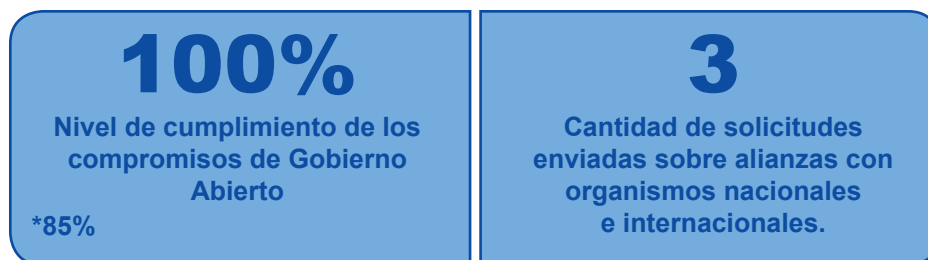 100%
Nivel de cumplimiento de los
compromisos de Gobierno
Abierto
*85%
3
Cantidad de solicitudes
enviadas sobre alianzas con
organismos nacionales
e internacionales.